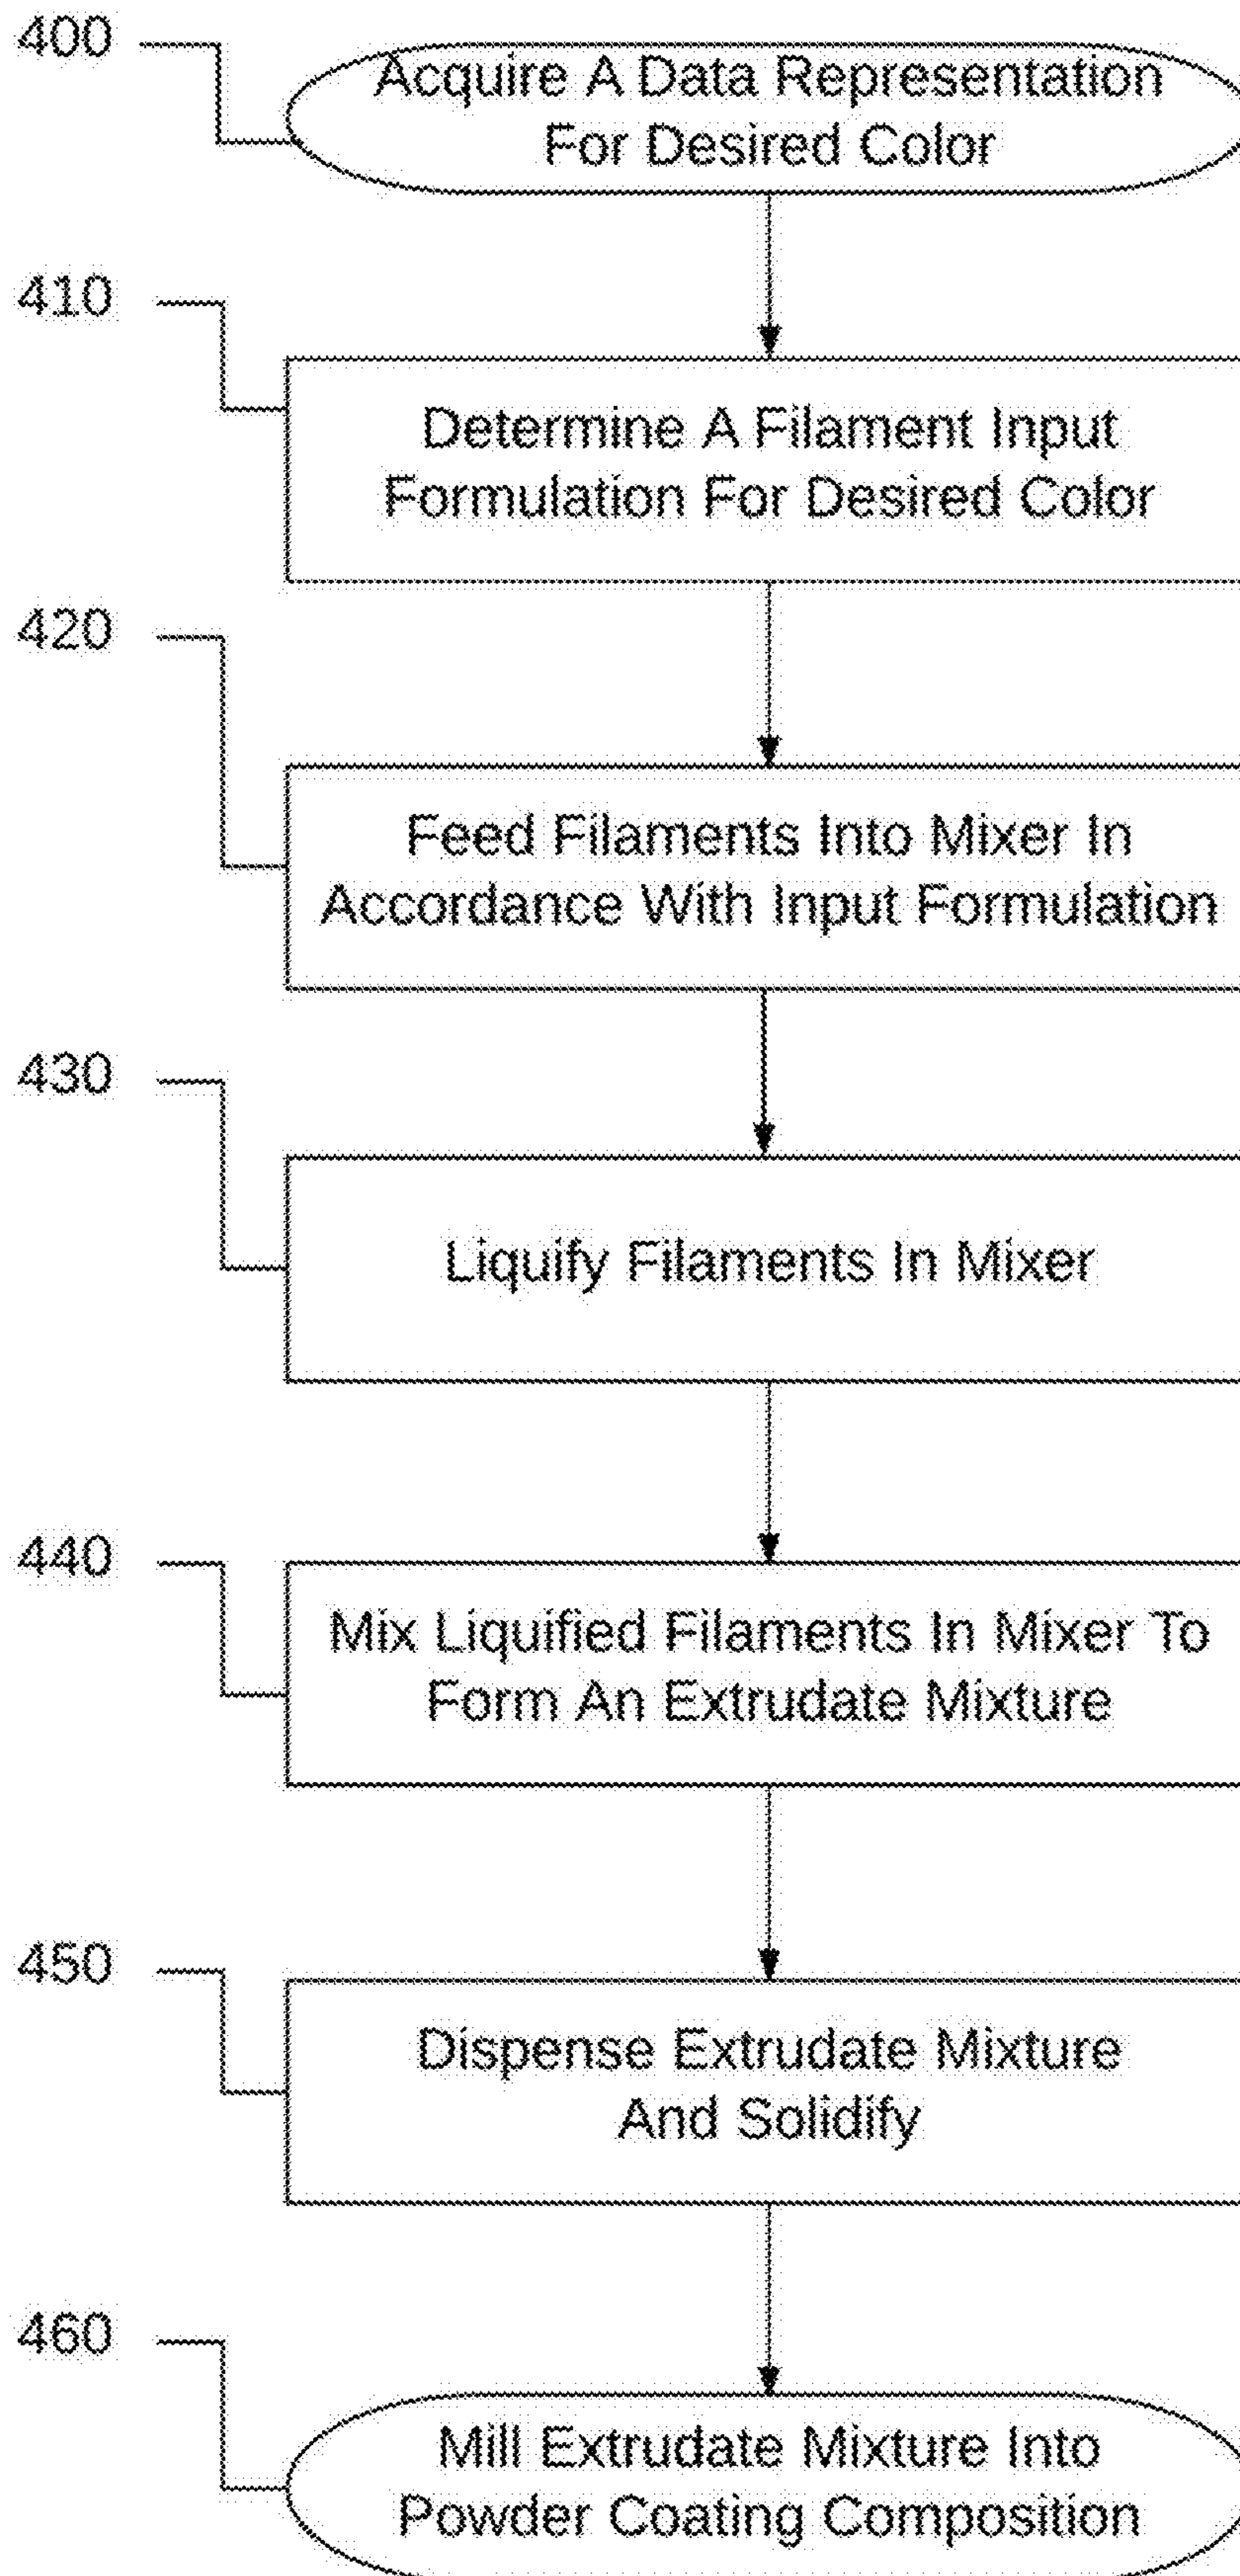 400
Acquire A Data Representation
For Desired Color
410
Determine A Filament Input
Formulation For Desired Color
420
Feed Filaments Into Mixer In
Accordance With Input Formulation
430
Liquify Filaments In Mixer
440
Mix Liquified Filaments In Mixer To
Form An Extrudate Mixture
450
Dispense Extrudate Mixture
And Solidify
460
Mill Extrudate Mixture Into
Powder Coating Composition